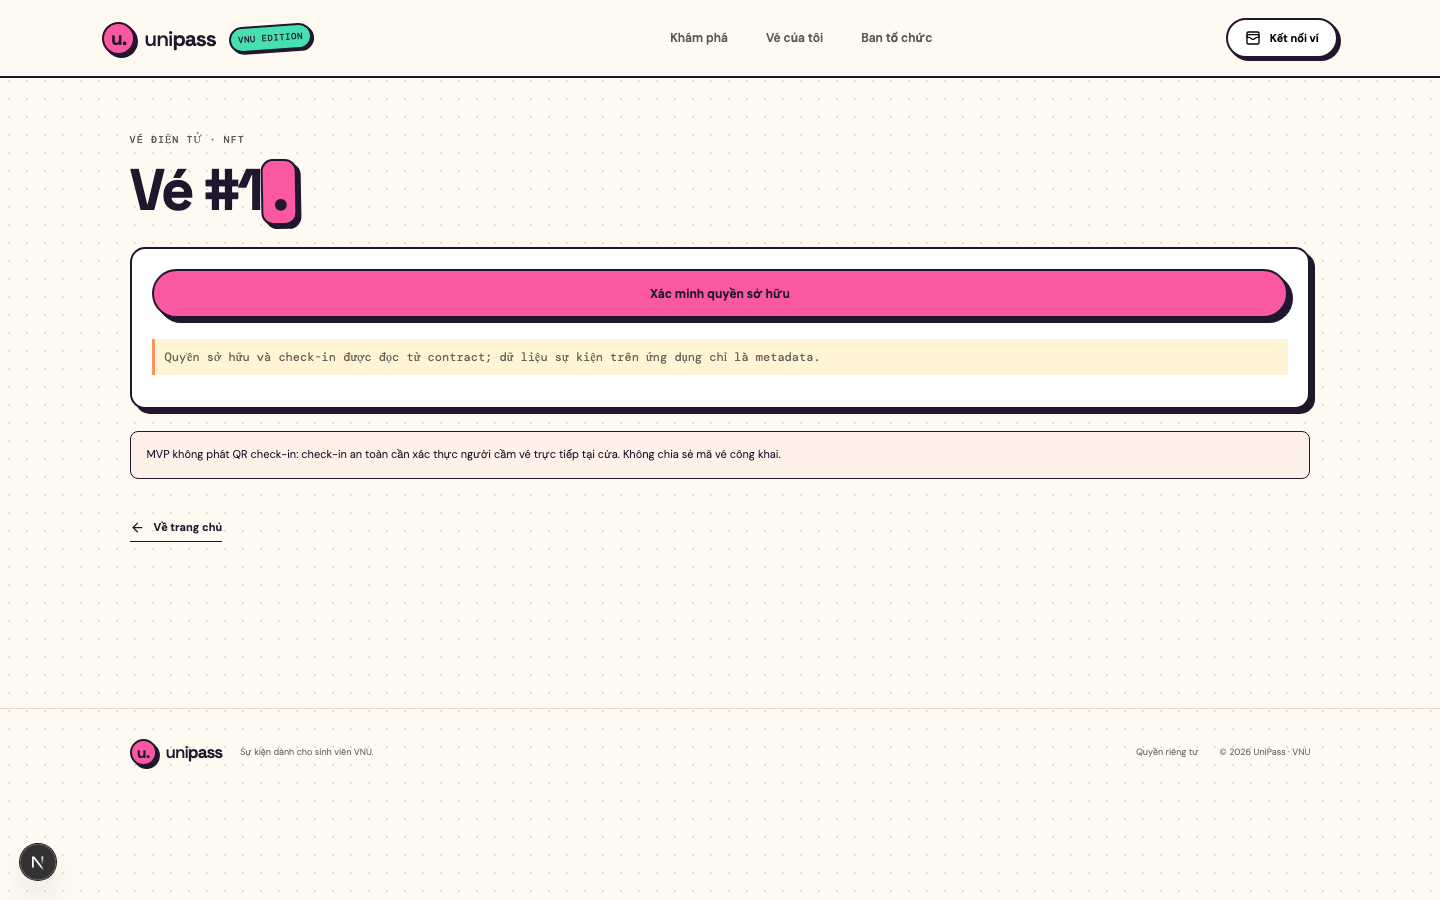 u. unipass VNU EDITION Khám phá Vé của tôi Ban tổ chức Kết nối ví
VÉ ĐIỆN TỬ · NFT
Vé #1.
Xác minh quyền sở hữu
Quyền sở hữu và check-in được đọc từ contract; dữ liệu sự kiện trên ứng dụng chỉ là metadata.
MVP không phát QR check-in: check-in an toàn cần xác thực người cầm vé trực tiếp tại cửa. Không chia sẻ mã vé công khai.
← Về trang chủ
u. unipass Sự kiện dành cho sinh viên VNU. Quyền riêng tư © 2026 UniPass · VNU
N